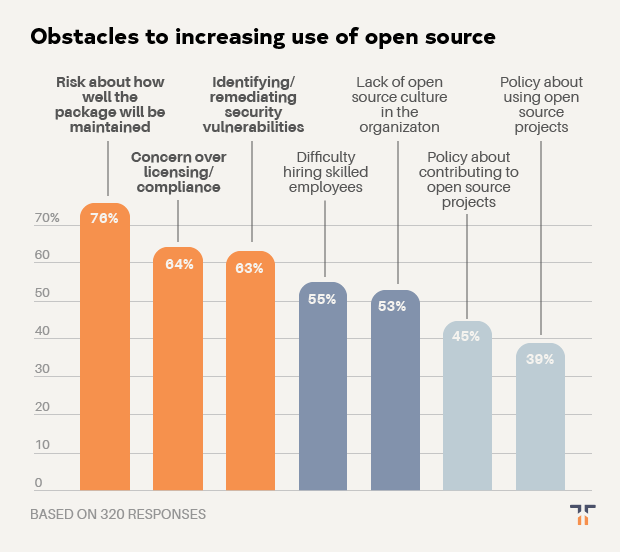 Obstacles to increasing use of open source
Risk about how
well the
package will be
maintained
Identifying/
remediating
security
vulnerabilities
Lack of open
source culture
in the
organizaton
Policy about
using open
source
projects
Concern over
licensing/
compliance
Difficulty
hiring skilled
employees
Policy about
contributing to
open source
projects
70%
60
50
40
30
20
10
0
76%
64%
63%
55%
53%
45%
39%
BASED ON 320 RESPONSES